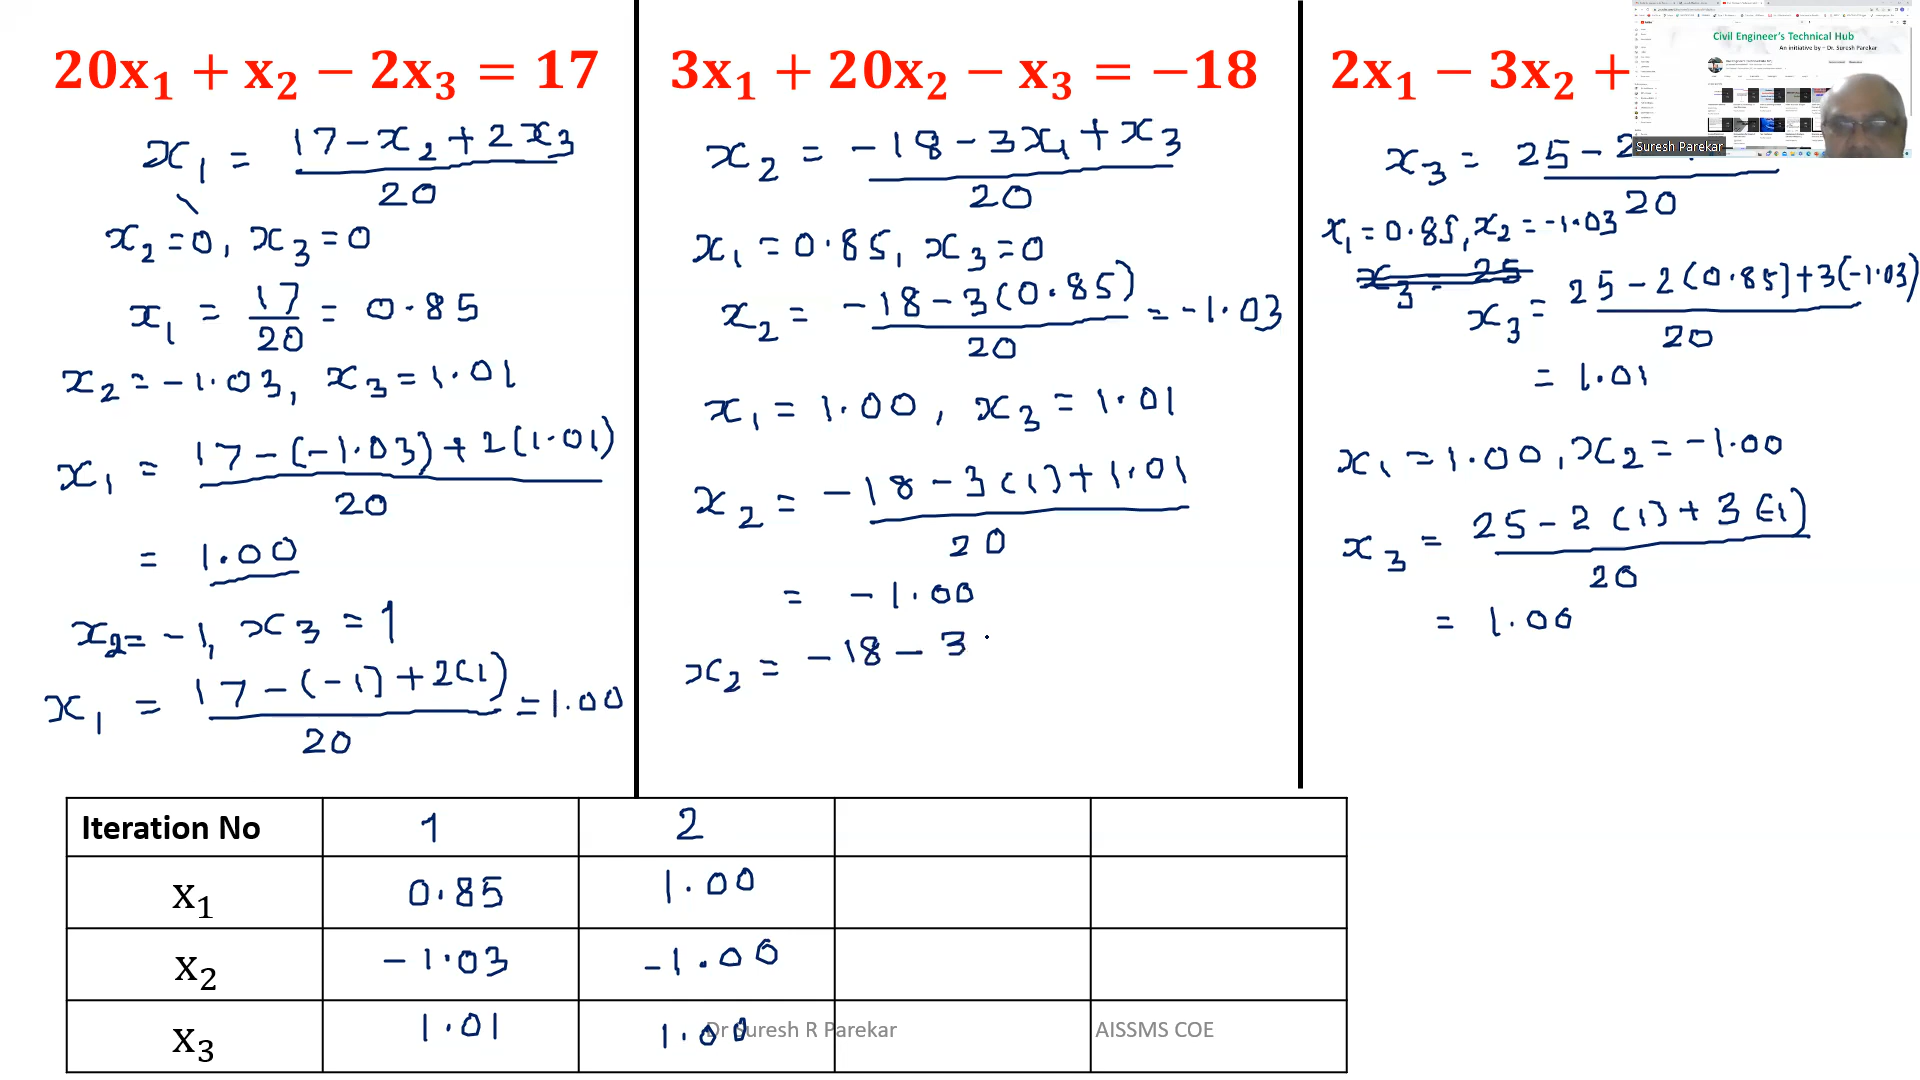 20x₁ + x₂ − 2x₃ = 17
x₁ = (17 − x₂ + 2x₃) / 20
x₂ = 0, x₃ = 0
x₁ = 17/20 = 0.85
x₂ = −1.03, x₃ = 1.01
x₁ = (17 − (−1.03) + 2(1.01)) / 20
= 1.00
x₂ = −1, x₃ = 1
x₁ = (17 − (−1) + 2(1)) / 20 = 1.00
3x₁ + 20x₂ − x₃ = −18
x₂ = (−18 − 3x₁ + x₃) / 20
x₁ = 0.85, x₃ = 0
x₂ = (−18 − 3(0.85)) / 20 = −1.03
x₁ = 1.00, x₃ = 1.01
x₂ = (−18 − 3(1) + 1.01) / 20
= −1.00
x₂ = −18 − 3
2x₁ − 3x₂ +
x₃ = 25 − 2 / 20
x₁ = 0.85, x₂ = −1.03
x₃ = 25
x₃ = (25 − 2(0.85) + 3(−1.03)) / 20
= 1.01
x₁ = 1.00, x₂ = −1.00
x₃ = (25 − 2(1) + 3(−1)) / 20
= 1.00
Civil Engineer's Technical Hub
An initiative by – Dr. Suresh Parekar
Suresh Parekar
Iteration No 1 2
x₁ 0.85 1.00
x₂ −1.03 −1.00
x₃ 1.01 1.00
Dr Suresh R Parekar AISSMS COE